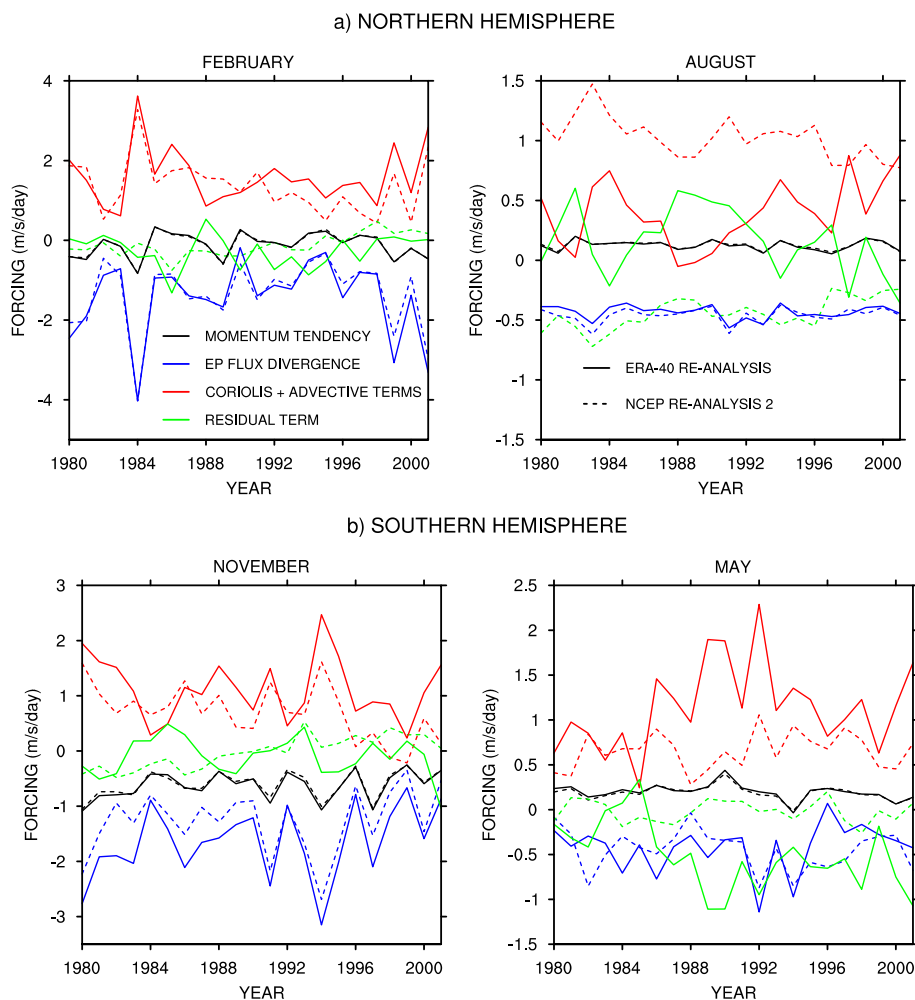 a) NORTHERN HEMISPHERE
FEBRUARY
4
2
0
-2
-4
FORCING (m/s/day)
MOMENTUM TENDENCY
EP FLUX DIVERGENCE
CORIOLIS + ADVECTIVE TERMS
RESIDUAL TERM
1980 1984 1988 1992 1996 2000
YEAR
AUGUST
1.5
1
0.5
0
-0.5
-1
-1.5
FORCING (m/s/day)
ERA-40 RE-ANALYSIS
NCEP RE-ANALYSIS 2
1980 1984 1988 1992 1996 2000
YEAR
b) SOUTHERN HEMISPHERE
NOVEMBER
3
2
1
0
-1
-2
-3
FORCING (m/s/day)
1980 1984 1988 1992 1996 2000
YEAR
MAY
2.5
2
1.5
1
0.5
0
-0.5
-1
-1.5
FORCING (m/s/day)
1980 1984 1988 1992 1996 2000
YEAR